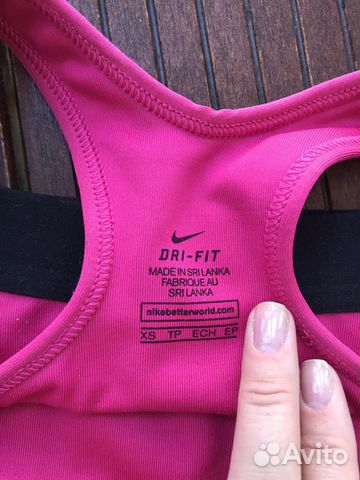 DRI-FIT
MADE IN SRI LANKA
FABRIQUE AU
SRI LANKA
nikebetterworld.com
XS TP ECH EP
Avito